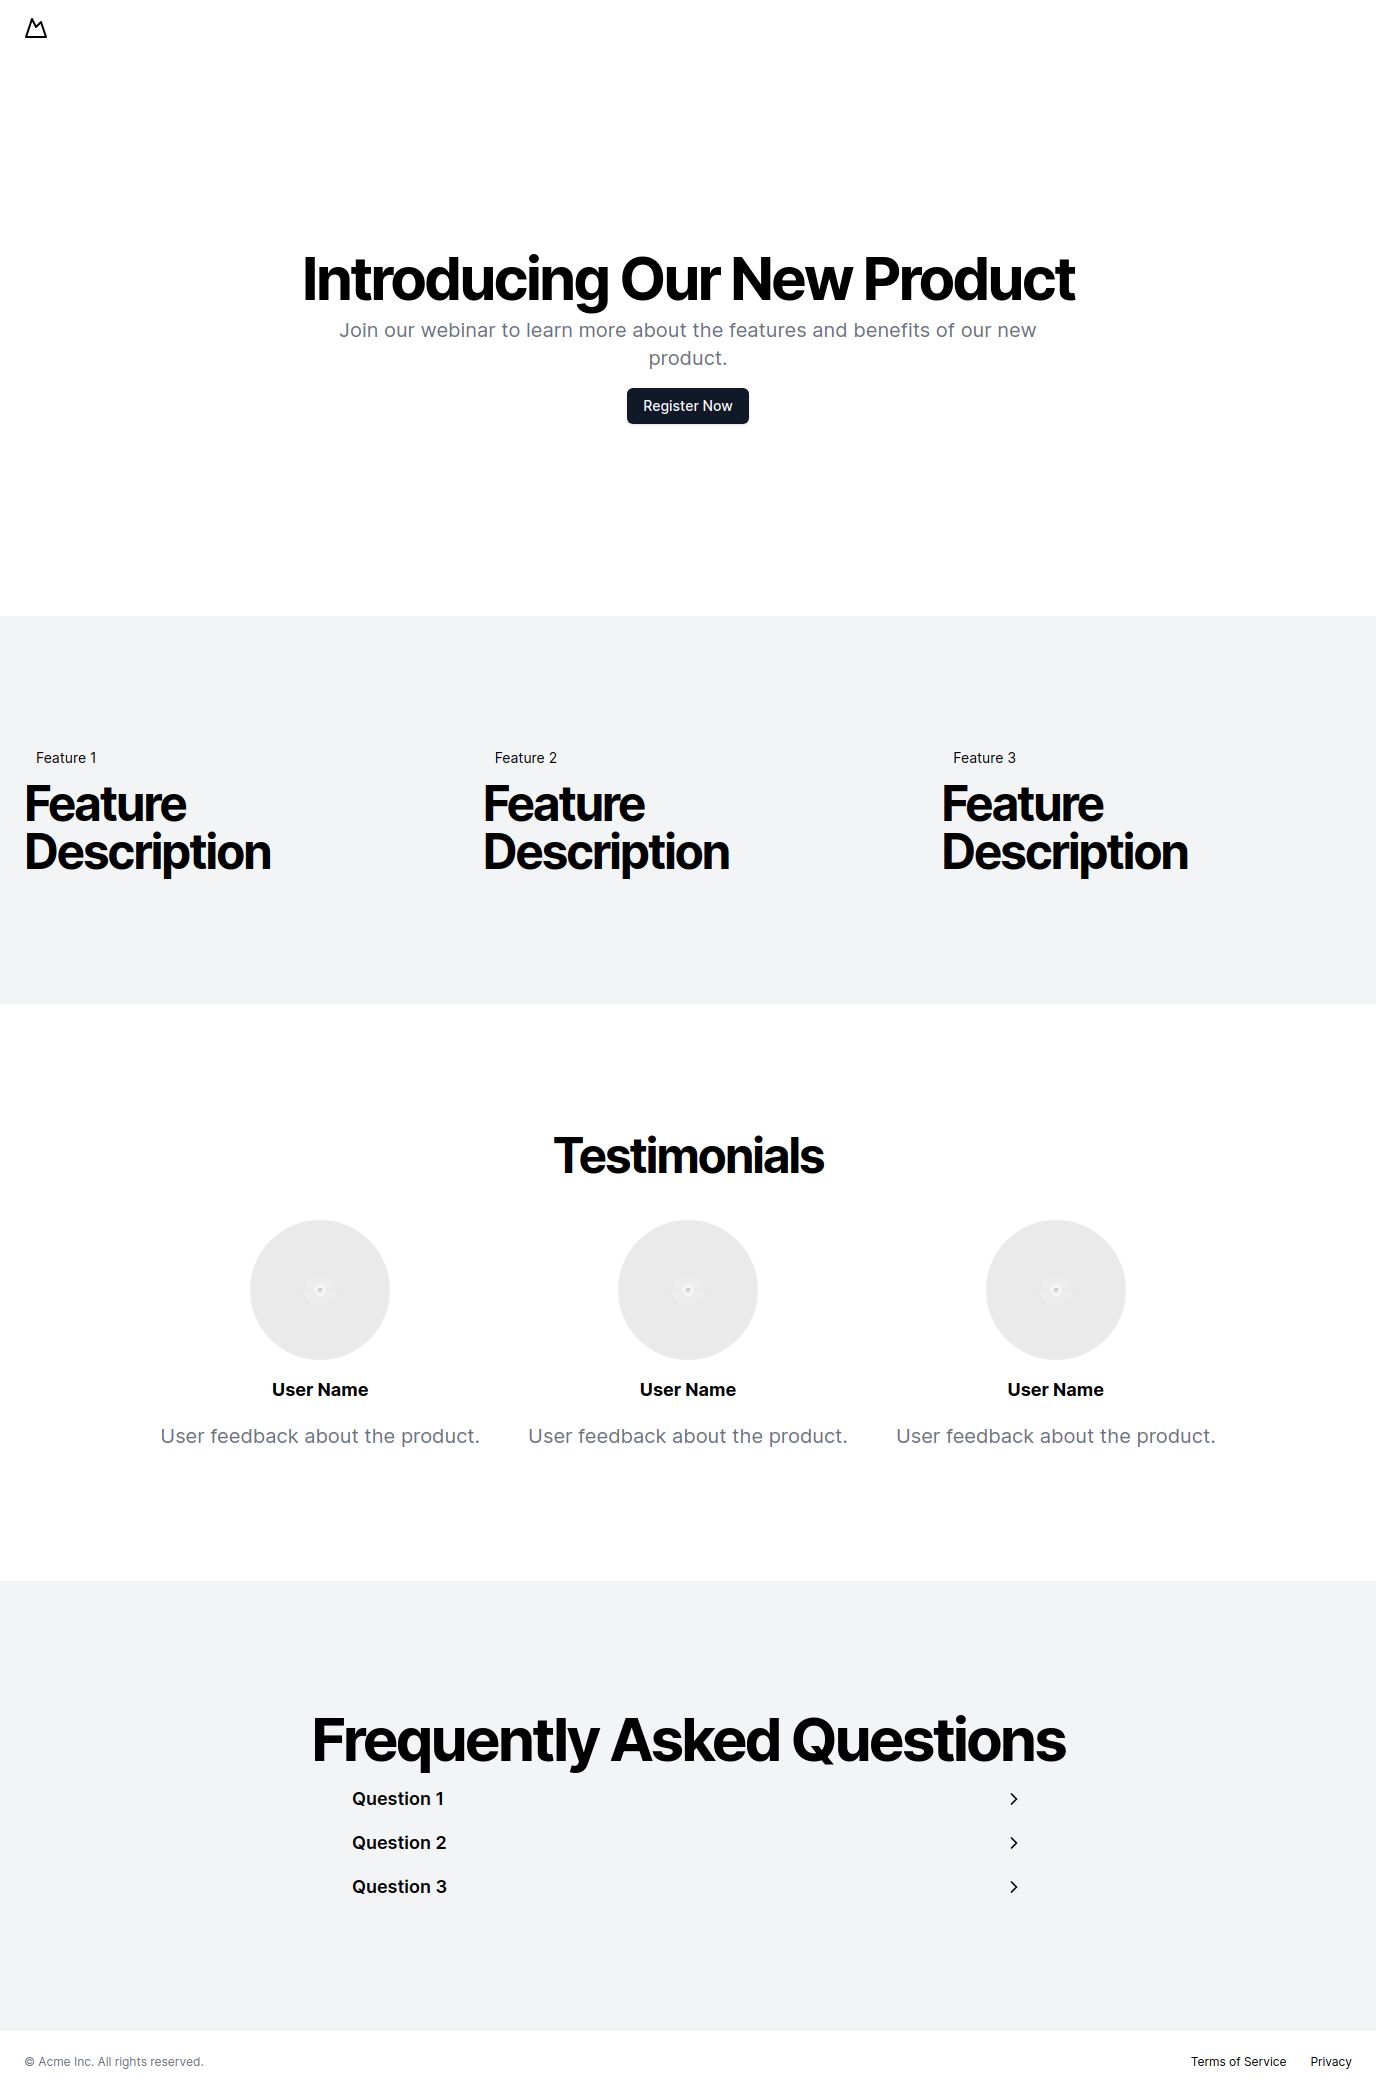 Introducing Our New Product
Join our webinar to learn more about the features and benefits of our new
product.
Register Now
Feature 1
Feature
Description
Feature 2
Feature
Description
Feature 3
Feature
Description
Testimonials
User Name
User feedback about the product.
User Name
User feedback about the product.
User Name
User feedback about the product.
Frequently Asked Questions
Question 1
Question 2
Question 3
© Acme Inc. All rights reserved.
Terms of Service
Privacy